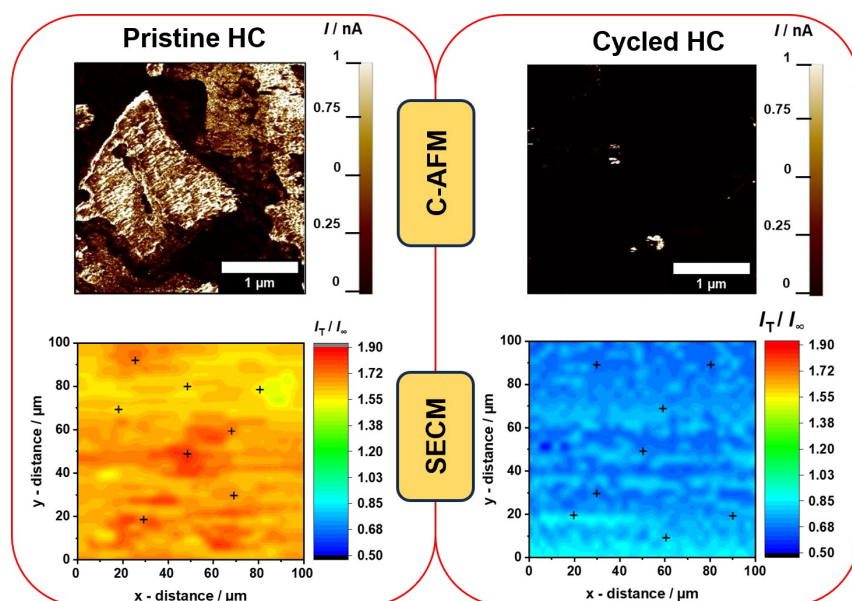 Pristine HC
I / nA
1
0.75
0
0.25
0
1 µm
C-AFM
Cycled HC
I / nA
1
0.75
0
0.25
0
1 µm
I_T / I_∞
1.90
1.72
1.55
1.38
1.20
1.03
0.85
0.68
0.50
100
80
60
40
20
0
y - distance / µm
0 20 40 60 80 100
x - distance / µm
SECM
I_T / I_∞
1.90
1.72
1.55
1.38
1.20
1.03
0.85
0.68
0.50
100
80
60
40
20
0
y - distance / µm
0 20 40 60 80 100
x - distance / µm